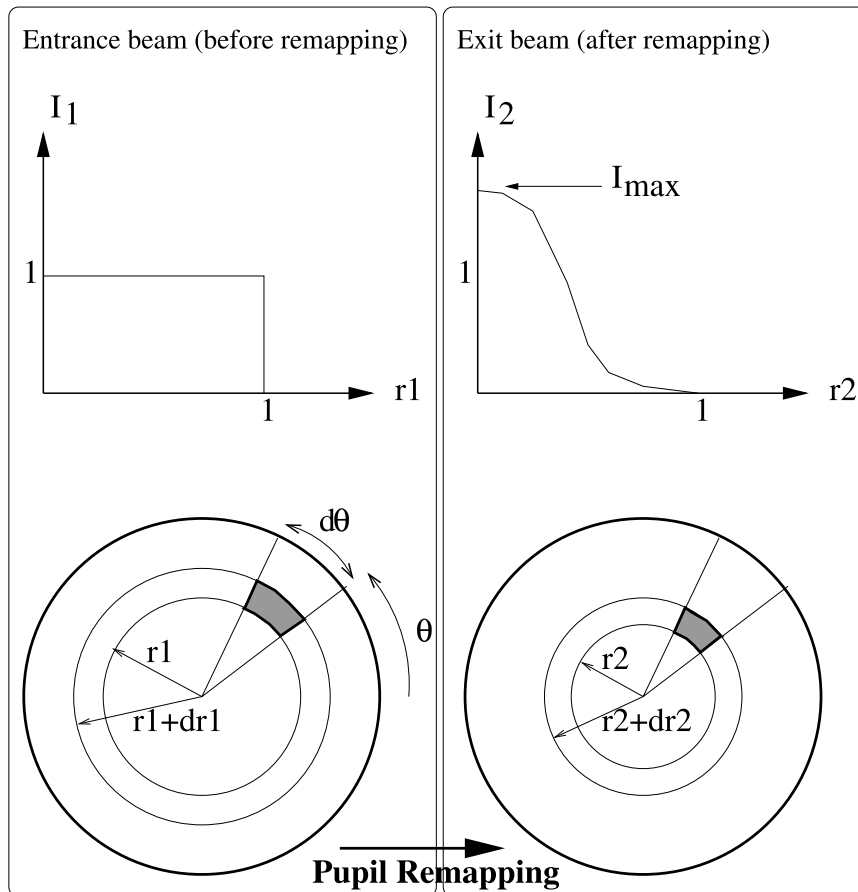 Entrance beam (before remapping)
I1
1
r1
1
Exit beam (after remapping)
I2
Imax
1
r2
1
dθ
θ
r1
r1+dr1
r2
r2+dr2
Pupil Remapping